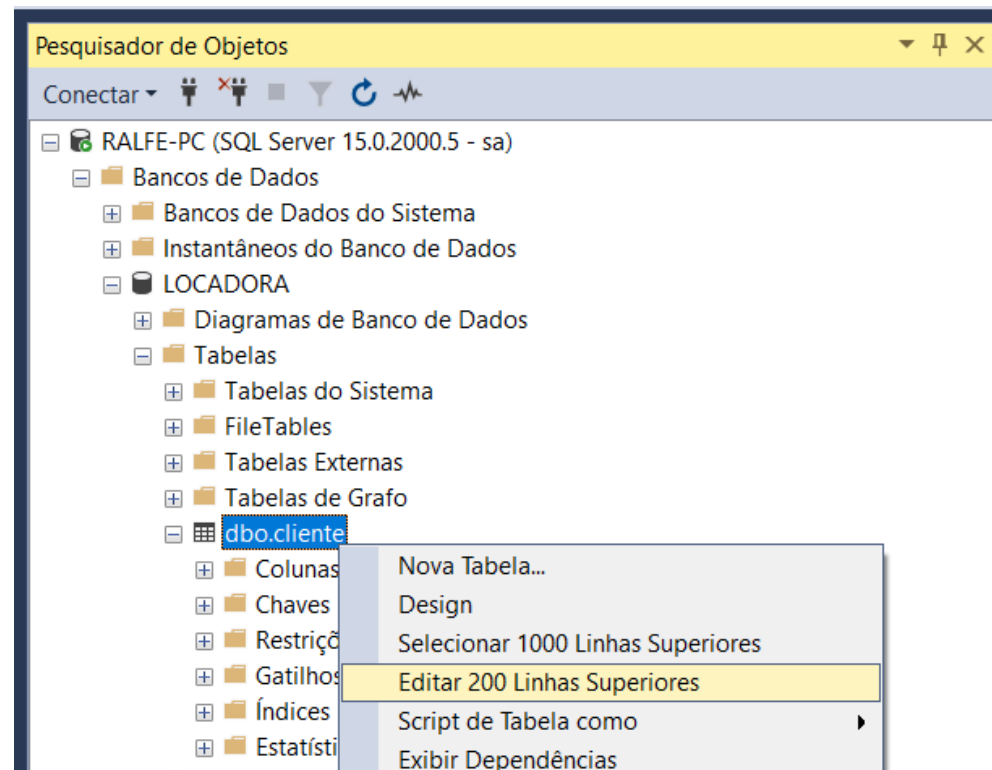 Pesquisador de Objetos
Conectar
RALFE-PC (SQL Server 15.0.2000.5 - sa)
Bancos de Dados
Bancos de Dados do Sistema
Instantâneos do Banco de Dados
LOCADORA
Diagramas de Banco de Dados
Tabelas
Tabelas do Sistema
FileTables
Tabelas Externas
Tabelas de Grafo
dbo.cliente
Colunas
Chaves
Restriçõ
Gatilhos
Índices
Estatísti
Nova Tabela...
Design
Selecionar 1000 Linhas Superiores
Editar 200 Linhas Superiores
Script de Tabela como
Exibir Dependências